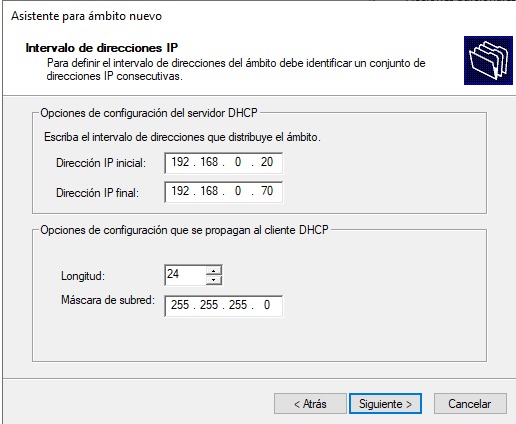 Asistente para ámbito nuevo
Intervalo de direcciones IP
Para definir el intervalo de direcciones del ámbito debe identificar un conjunto de
direcciones IP consecutivas.
Opciones de configuración del servidor DHCP
Escriba el intervalo de direcciones que distribuye el ámbito.
Dirección IP inicial: 192 . 168 . 0 . 20
Dirección IP final: 192 . 168 . 0 . 70
Opciones de configuración que se propagan al cliente DHCP
Longitud: 24
Máscara de subred: 255 . 255 . 255 . 0
< Atrás Siguiente > Cancelar